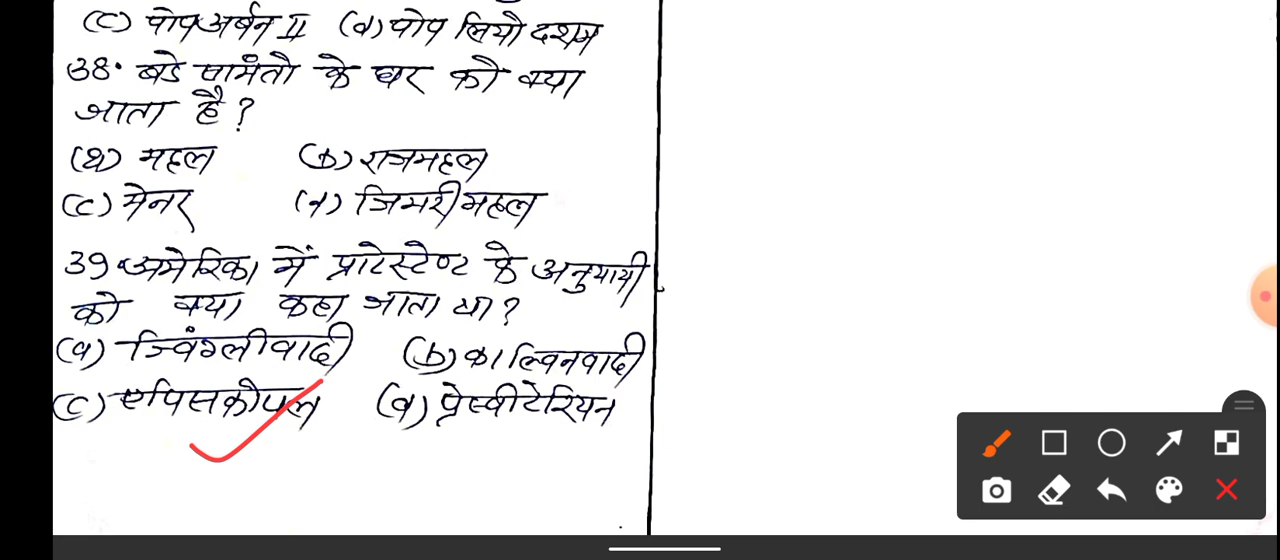 (c) पोप अर्बन II (d) पोप लियो दशम
38. बडे सामंतो के घर को क्या
जाता है?
(a) महल (b) राजमहल
(c) मेनर (d) जिमरी महल
39. अमेरिका में प्राटेस्टेण्ट के अनुयायी
को क्या कहा जाता था?
(a) ज्विंगलीवादी (b) काल्विनवादी
(c) एपिसकोपल (d) प्रेस्बीटेरियन